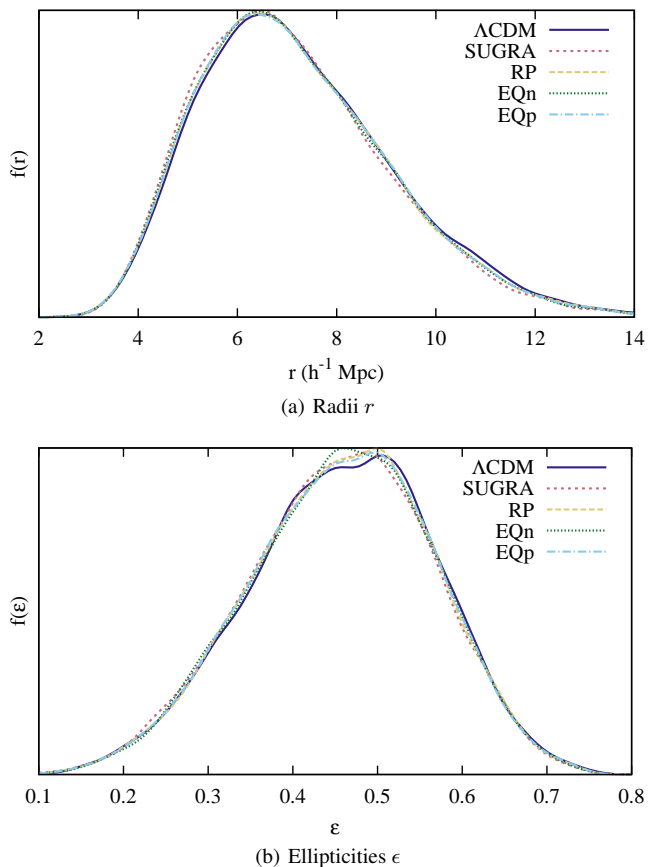 f(r)
ΛCDM
SUGRA
RP
EQn
EQp
2 4 6 8 10 12 14
r (h⁻¹ Mpc)
(a) Radii r
f(ε)
ΛCDM
SUGRA
RP
EQn
EQp
0.1 0.2 0.3 0.4 0.5 0.6 0.7 0.8
ε
(b) Ellipticities ϵ